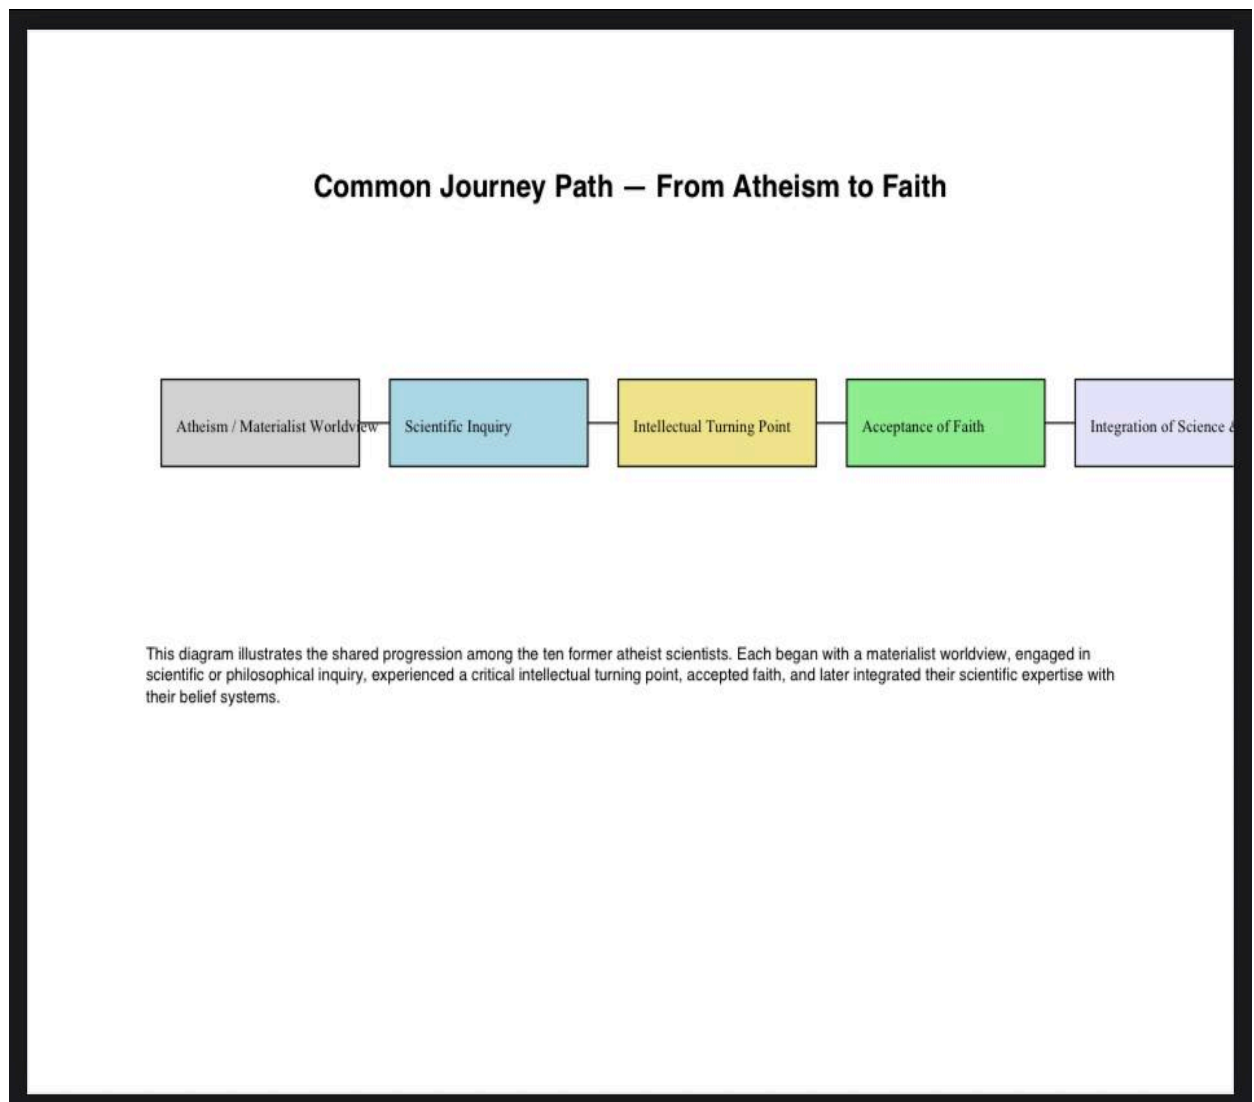 Common Journey Path — From Atheism to Faith
Atheism / Materialist Worldview
Scientific Inquiry
Intellectual Turning Point
Acceptance of Faith
Integration of Science &
This diagram illustrates the shared progression among the ten former atheist scientists. Each began with a materialist worldview, engaged in
scientific or philosophical inquiry, experienced a critical intellectual turning point, accepted faith, and later integrated their scientific expertise with
their belief systems.